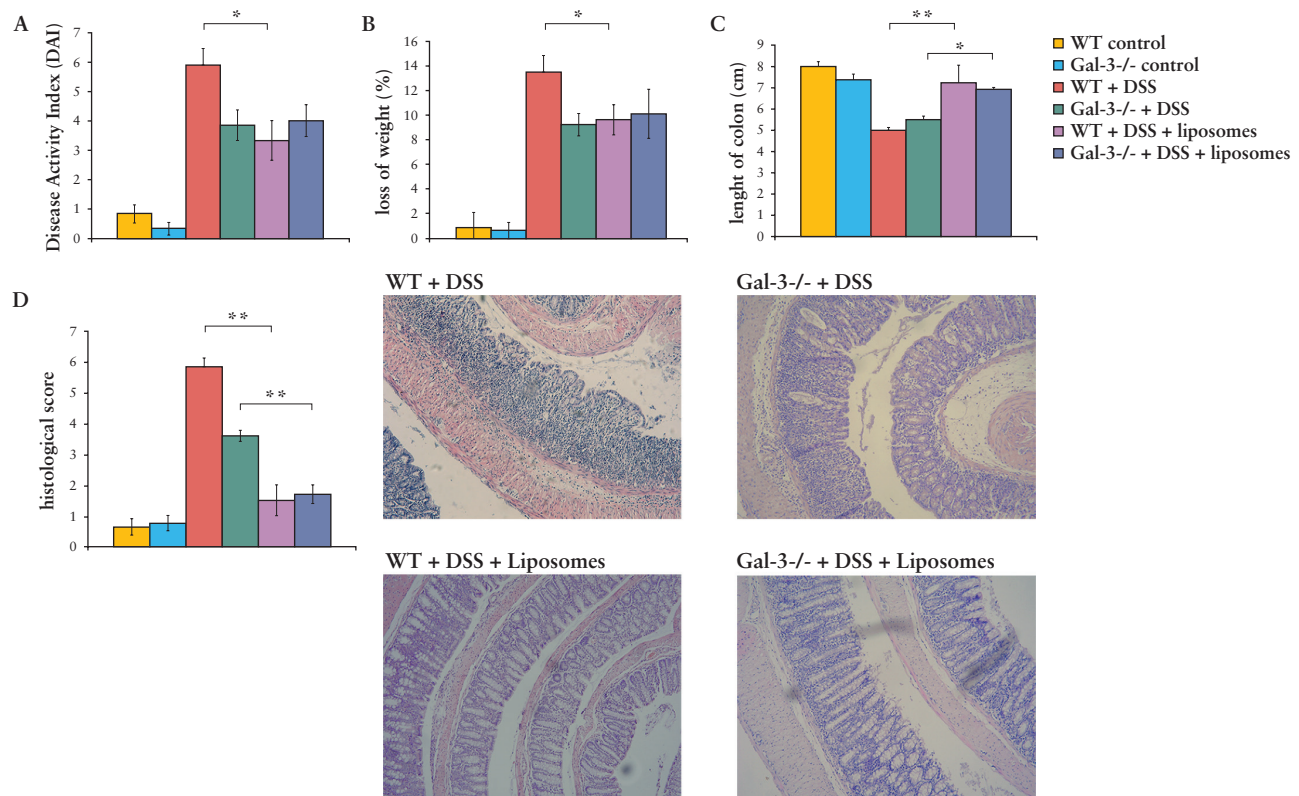 A
Disease Activity Index (DAI)
7
6
5
4
3
2
1
0
*
B
loss of weight (%)
16
14
12
10
8
6
4
2
0
*
C
lenght of colon (cm)
9
8
7
6
5
4
3
2
1
0
**
*
WT control
Gal-3-/- control
WT + DSS
Gal-3-/- + DSS
WT + DSS + liposomes
Gal-3-/- + DSS + liposomes
D
histological score
7
6
5
4
3
2
1
0
**
**
WT + DSS
Gal-3-/- + DSS
WT + DSS + Liposomes
Gal-3-/- + DSS + Liposomes